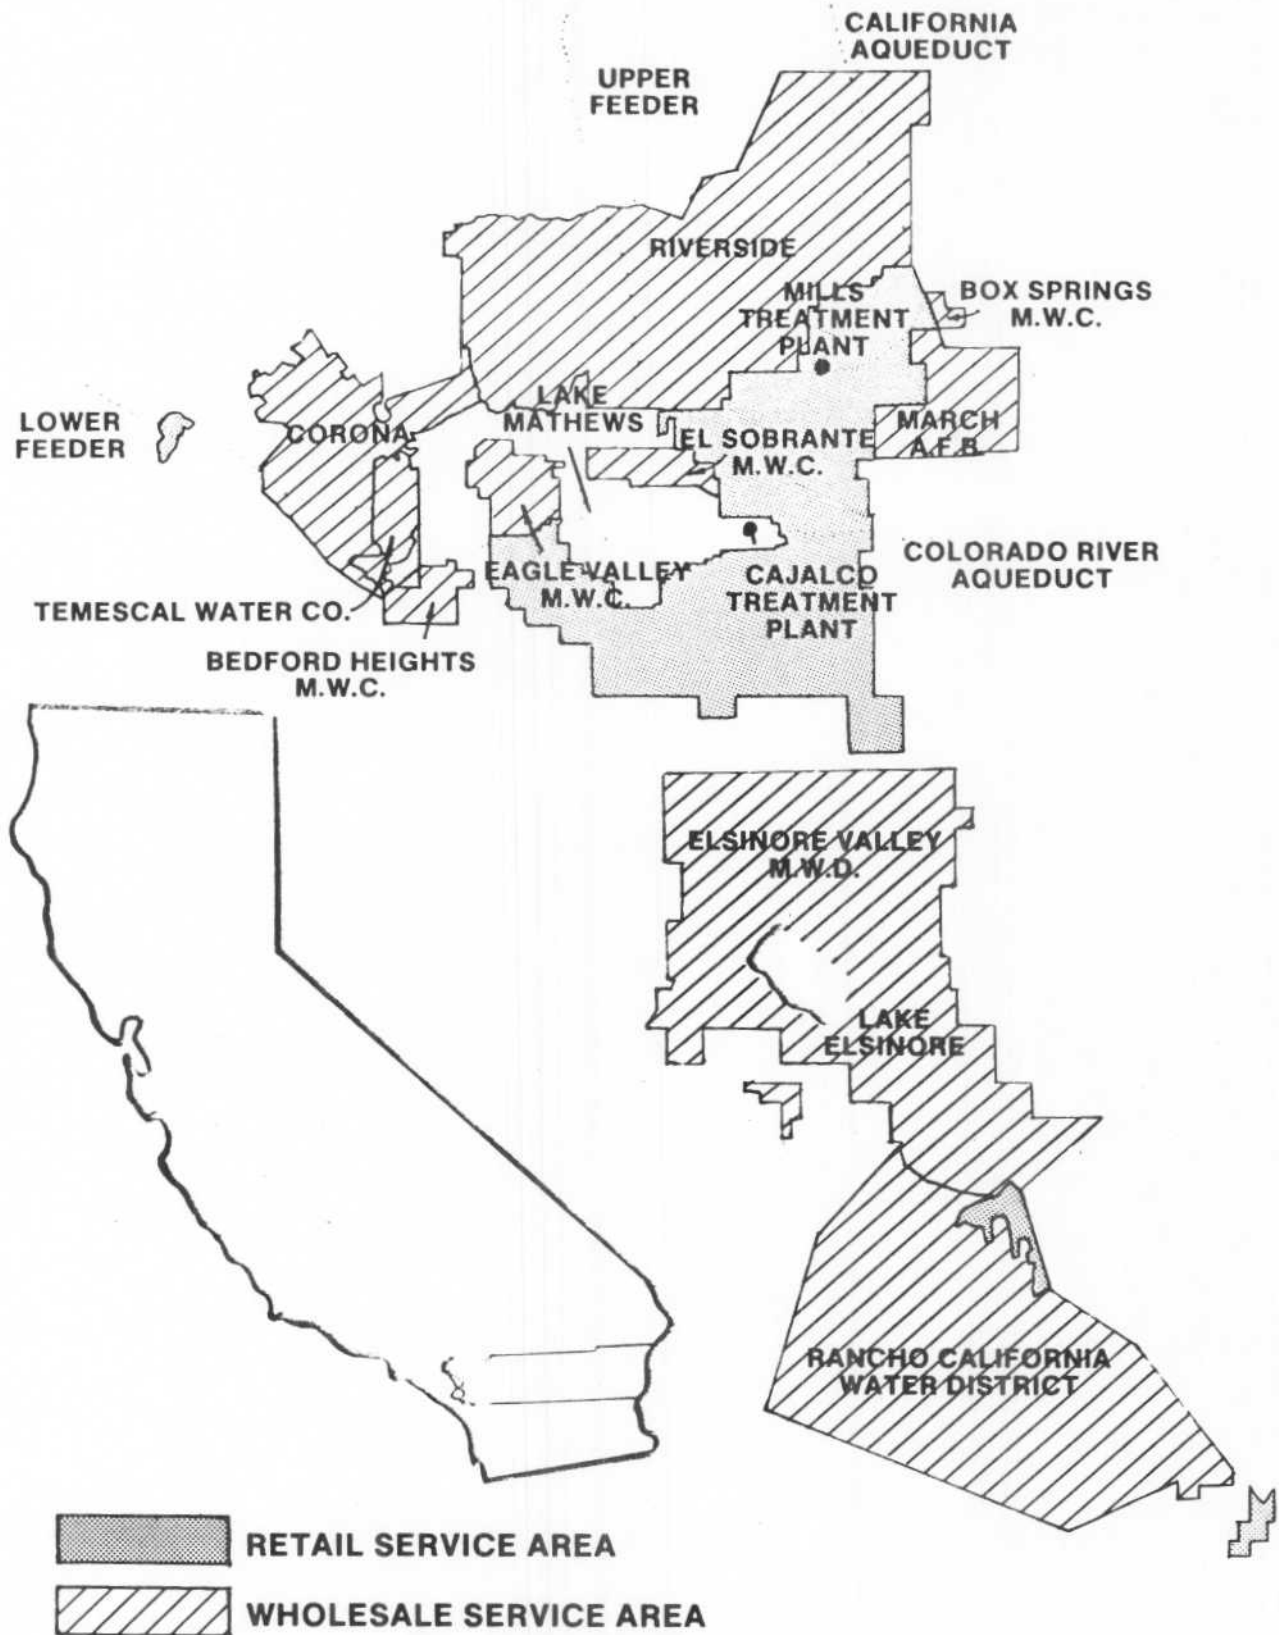 CALIFORNIA
AQUEDUCT
UPPER
FEEDER
RIVERSIDE
MILLS
TREATMENT
PLANT
BOX SPRINGS
M.W.C.
LAKE
MATHEWS
LOWER
FEEDER
CORONA
EL SOBRANTE
M.W.C.
MARCH
A.F.B.
COLORADO RIVER
AQUEDUCT
EAGLE VALLEY
M.W.C.
CAJALCO
TREATMENT
PLANT
TEMESCAL WATER CO.
BEDFORD HEIGHTS
M.W.C.
ELSINORE VALLEY
M.W.D.
LAKE
ELSINORE
RANCHO CALIFORNIA
WATER DISTRICT
RETAIL SERVICE AREA
WHOLESALE SERVICE AREA